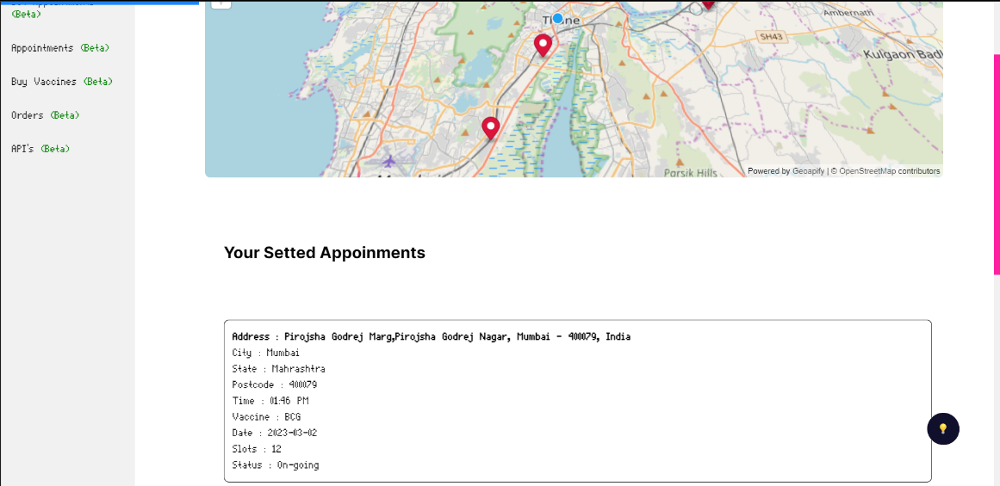 (Beta)
Appointments (Beta)
Buy Vaccines (Beta)
Orders (Beta)
API's (Beta)
Thane
Ambernath
SH43
Kulgaon Badl
Parsik Hills
Powered by Geoapify | © OpenStreetMap contributors
Your Setted Appoinments
Address : Pirojsha Godrej Marg,Pirojsha Godrej Nagar, Mumbai - 400079, India
City : Mumbai
State : Mahrashtra
Postcode : 400079
Time : 01:46 PM
Vaccine : BCG
Date : 2023-03-02
Slots : 12
Status : On-going